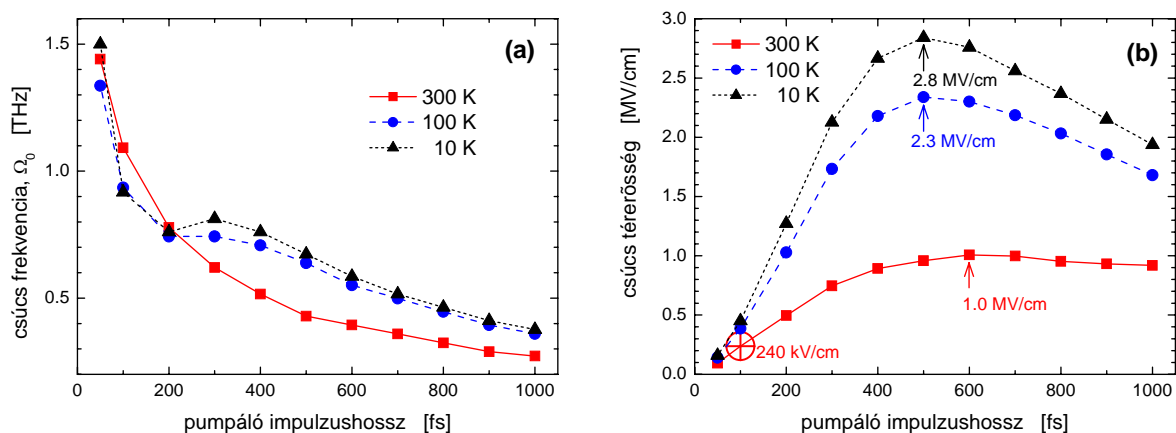 (a)
1.5
1.0
0.5
0
200
400
600
800
1000
csúcs frekvencia, Ω0 [THz]
pumpáló impulzushossz [fs]
300 K
100 K
10 K
(b)
3.0
2.5
2.0
1.5
1.0
0.5
0.0
0
200
400
600
800
1000
csúcs térerősség [MV/cm]
pumpáló impulzushossz [fs]
300 K
100 K
10 K
2.8 MV/cm
2.3 MV/cm
1.0 MV/cm
240 kV/cm